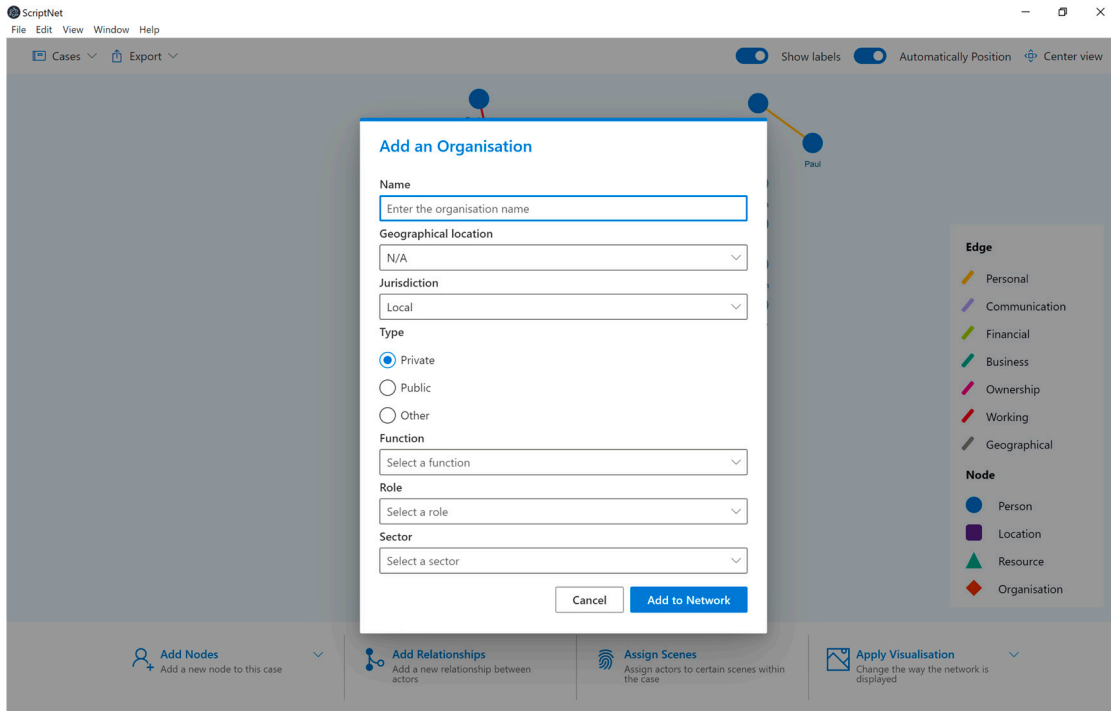 ScriptNet
File Edit View Window Help
Cases Export Show labels Automatically Position Center view
Paul
Add an Organisation
Name
Enter the organisation name
Geographical location
N/A
Jurisdiction
Local
Type
Private
Public
Other
Function
Select a function
Role
Select a role
Sector
Select a sector
Cancel Add to Network
Edge
Personal
Communication
Financial
Business
Ownership
Working
Geographical
Node
Person
Location
Resource
Organisation
Add Nodes
Add a new node to this case
Add Relationships
Add a new relationship between
actors
Assign Scenes
Assign actors to certain scenes within
the case
Apply Visualisation
Change the way the network is
displayed